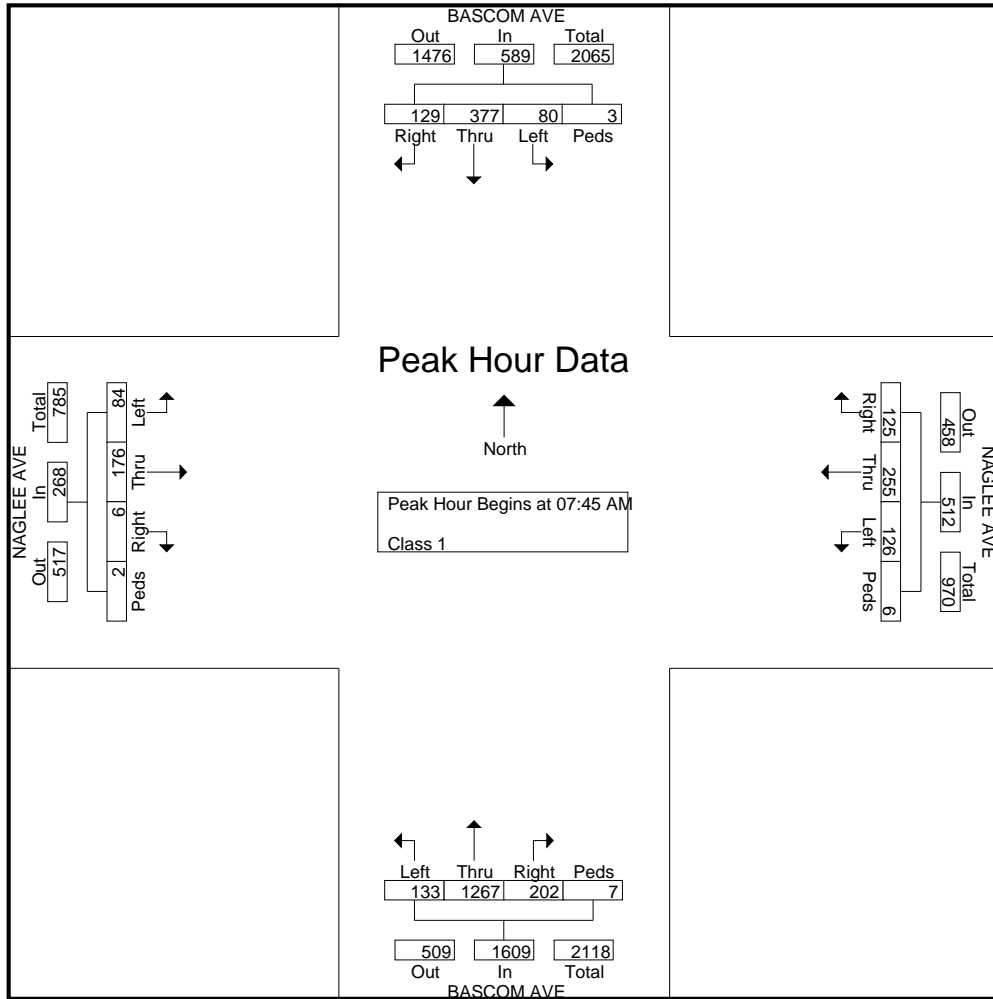 BASCOM AVE
Out In Total
1476 589 2065
129 377 80 3
Right Thru Left Peds
Peak Hour Data
North
Peak Hour Begins at 07:45 AM
Class 1
NAGLEE AVE
Total In Out
785 268 517
84 176 6 2
Left Thru Right Peds
Right Thru Left Peds
125 255 126 6
Out In Total
458 512 970
NAGLEE AVE
Left Thru Right Peds
133 1267 202 7
509 1609 2118
Out In Total
BASCOM AVE